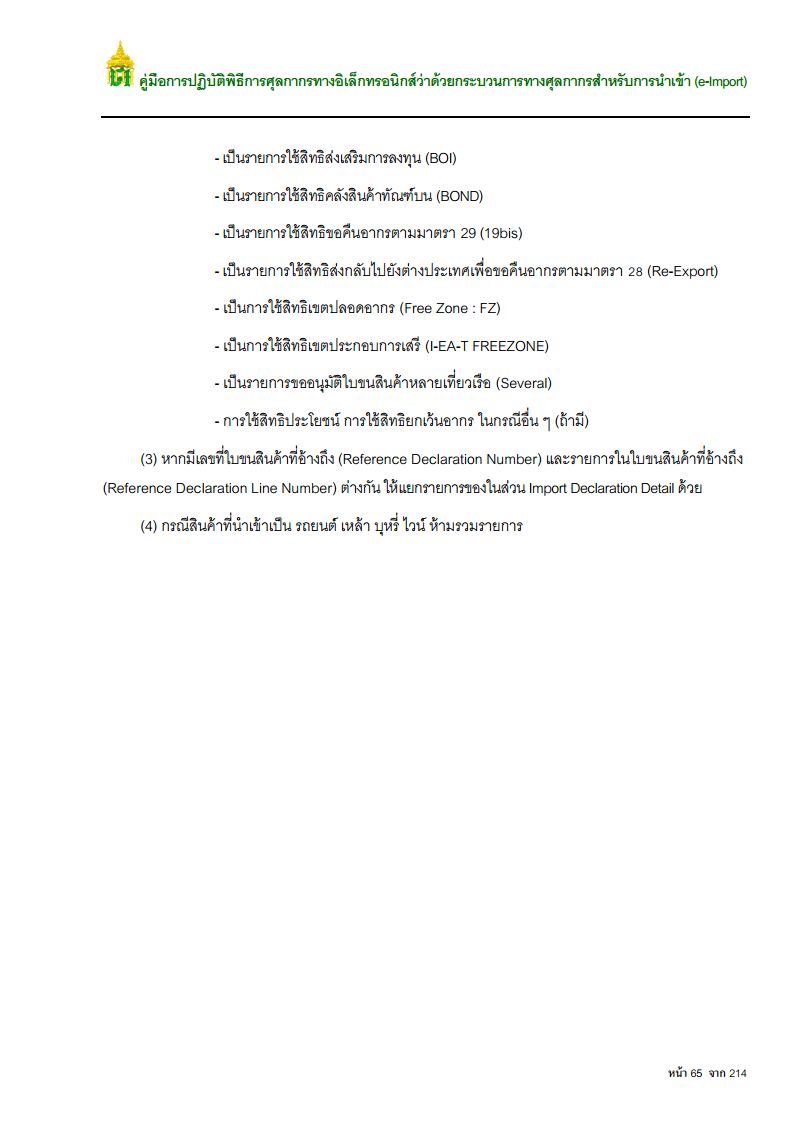 คู่มือการปฏิบัติพิธีการศุลกากรทางอิเล็กทรอนิกส์ว่าด้วยกระบวนการทางศุลกากรสำหรับการนำเข้า (e-Import)
- เป็นรายการใช้สิทธิส่งเสริมการลงทุน (BOI)
- เป็นรายการใช้สิทธิคลังสินค้าทัณฑ์บน (BOND)
- เป็นรายการใช้สิทธิขอคืนอากรตามมาตรา 29 (19bis)
- เป็นรายการใช้สิทธิส่งกลับไปยังต่างประเทศเพื่อขอคืนอากรตามมาตรา 28 (Re-Export)
- เป็นการใช้สิทธิเขตปลอดอากร (Free Zone : FZ)
- เป็นการใช้สิทธิเขตประกอบการเสรี (I-EA-T FREEZONE)
- เป็นรายการขออนุมัติใบขนสินค้าหลายเที่ยวเรือ (Several)
- การใช้สิทธิประโยชน์ การใช้สิทธิยกเว้นอากร ในกรณีอื่น ๆ (ถ้ามี)
(3) หากมีเลขที่ใบขนสินค้าที่อ้างถึง (Reference Declaration Number) และรายการในใบขนสินค้าที่อ้างถึง
(Reference Declaration Line Number) ต่างกัน ให้แยกรายการของในส่วน Import Declaration Detail ด้วย
(4) กรณีสินค้าที่นำเข้าเป็น รถยนต์ เหล้า บุหรี่ ไวน์ ห้ามรวมรายการ
หน้า 65 จาก 214